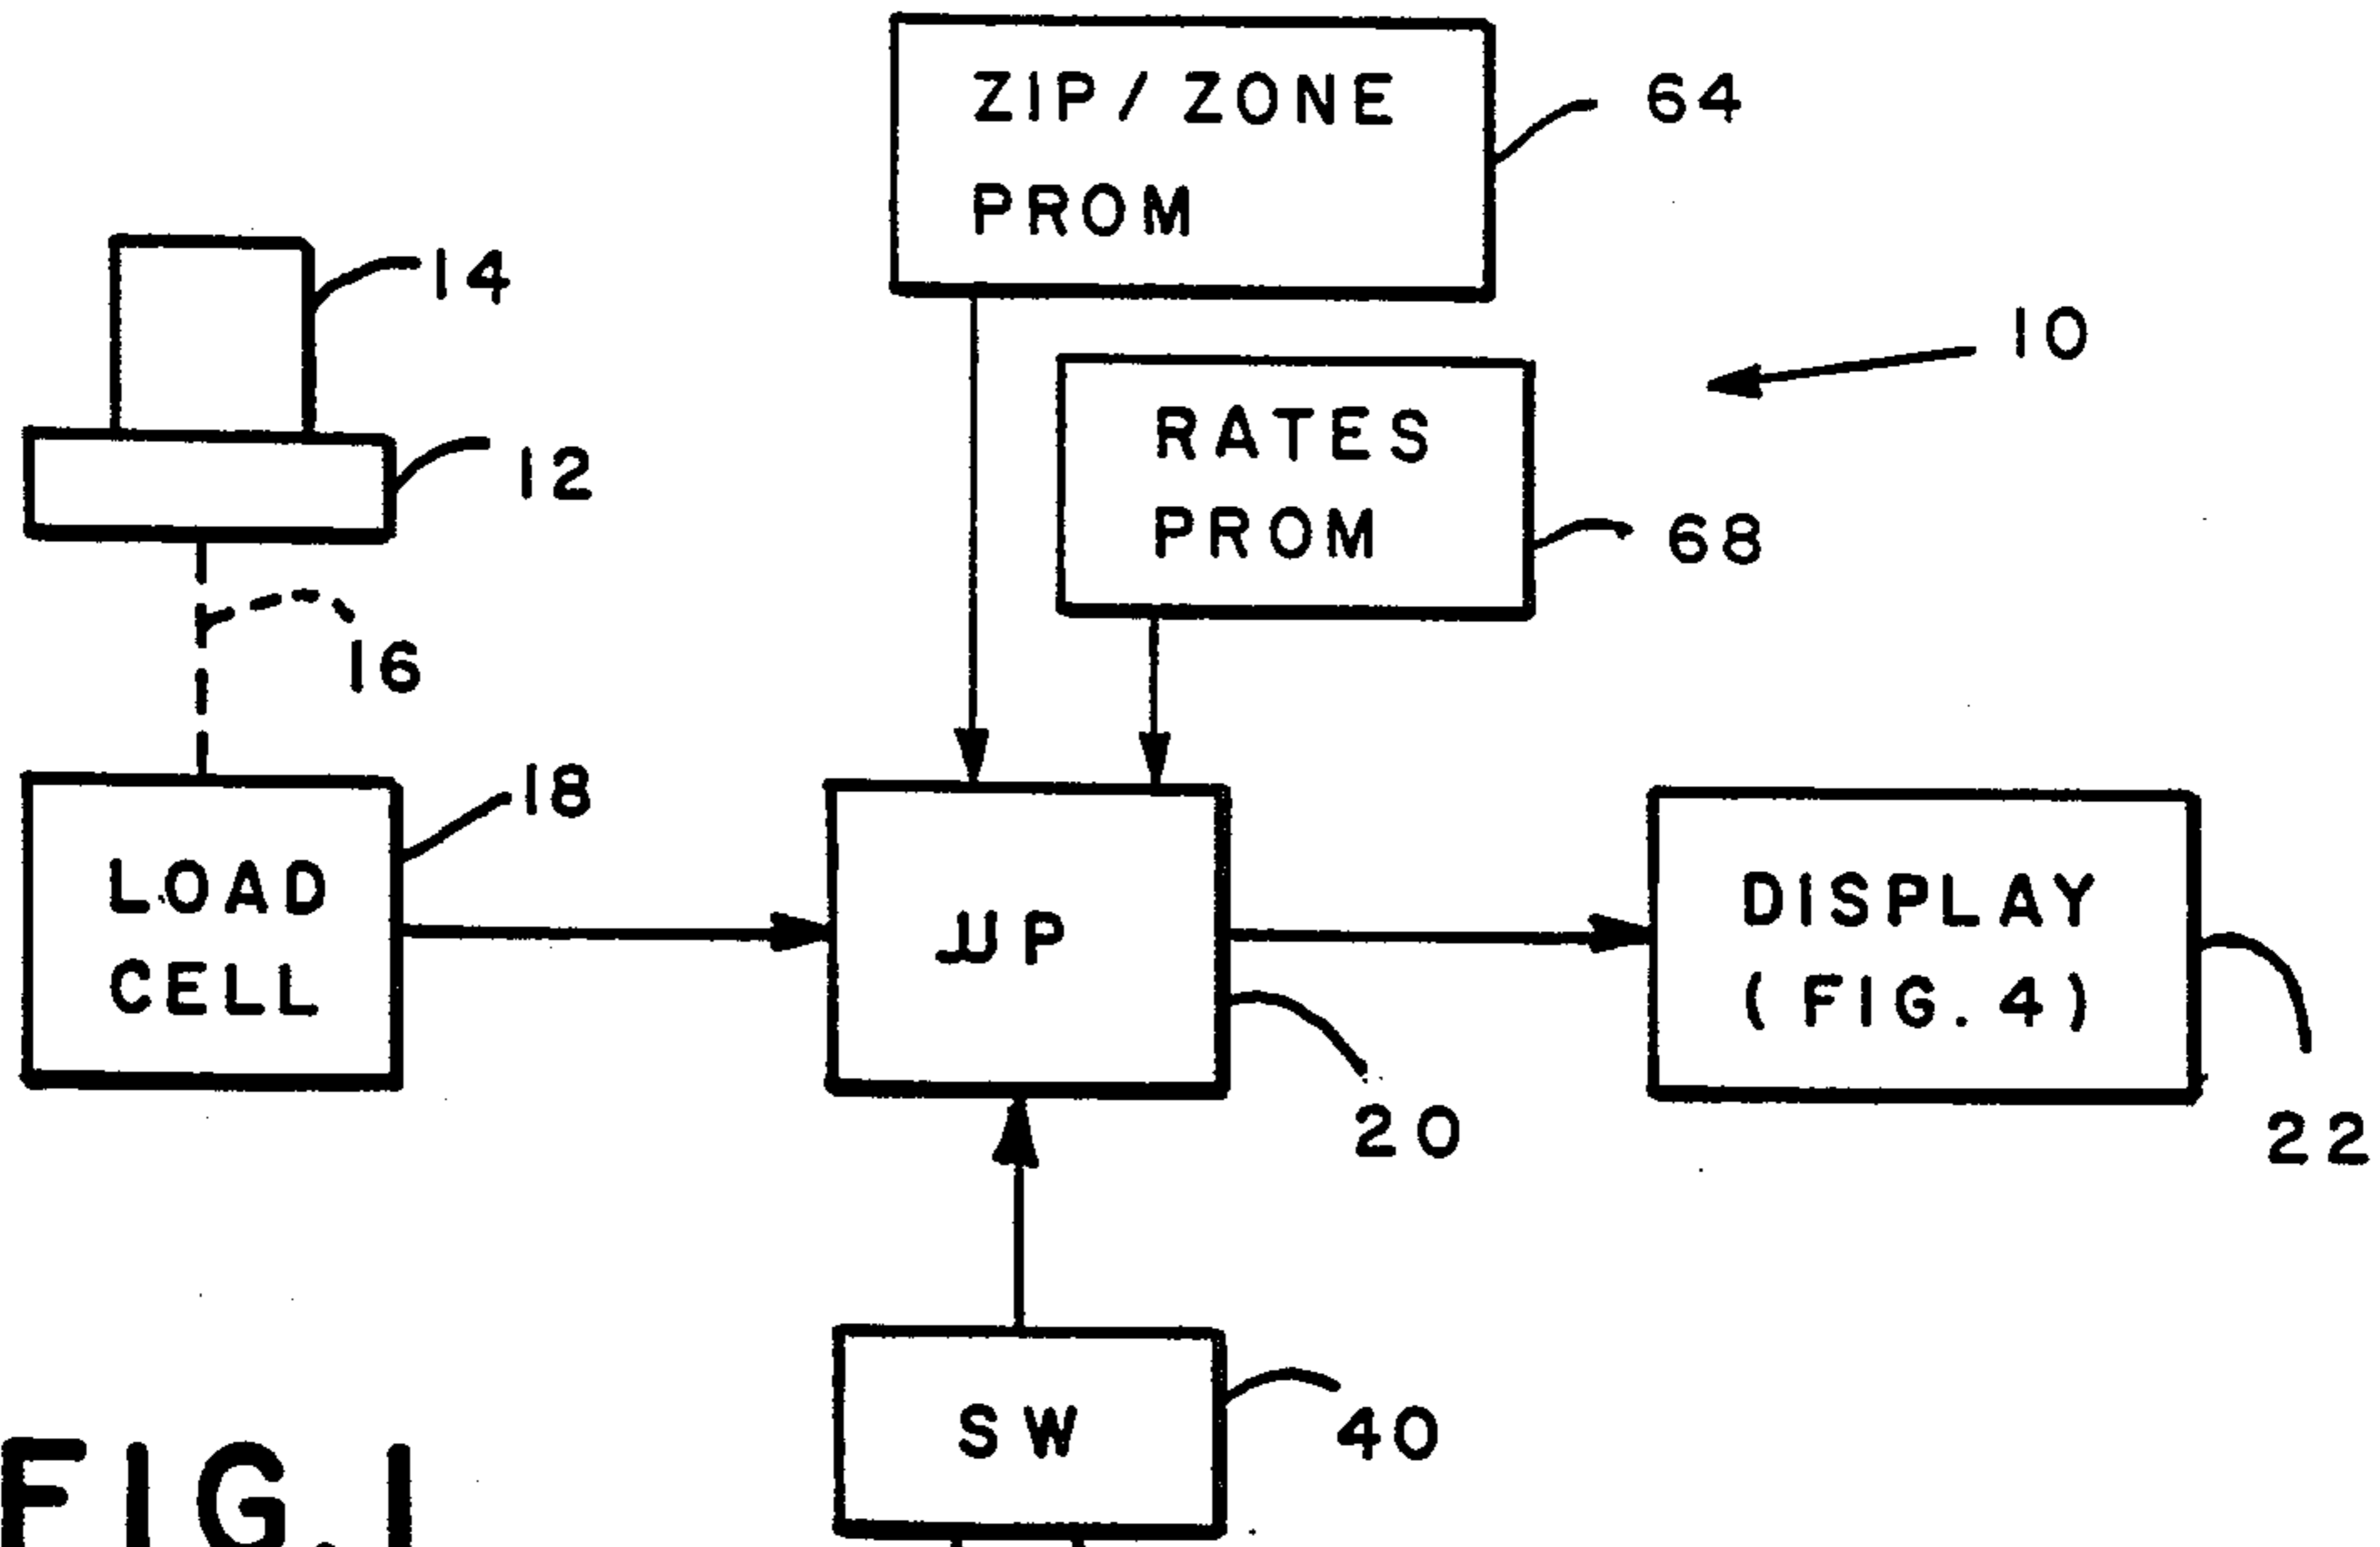 ZIP/ZONE
PROM
64
14
10
RATES
PROM
12
68
16
18
LOAD
CELL
µP
DISPLAY
(FIG.4)
20
22
SW
40
FIG.1